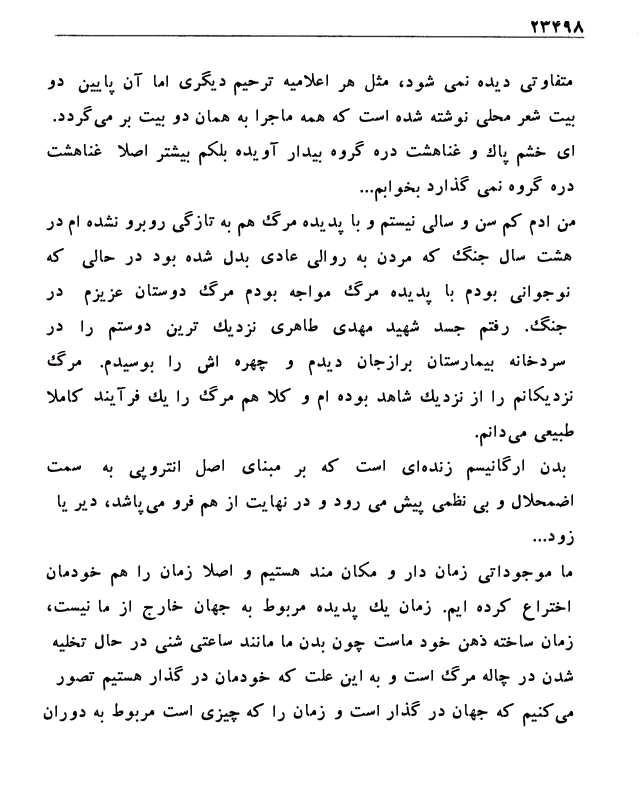 ۲۳۴۹۸
متفاوتی دیده نمی شود، مثل هر اعلامیه ترحیم دیگری اما آن پایین دو
بیت شعر محلی نوشته شده است که همه ماجرا به همان دو بیت بر می‌گردد.
ای خشم پاك و غناهشت دره گروه بیدار آویده بلکم بیشتر اصلا غناهشت
دره گروه نمی گذارد بخوابم...
من ادم کم سن و سالی نیستم و با پدیده مرگ هم به تازگی روبرو نشده ام در
هشت سال جنگ که مردن به روالی عادی بدل شده بود در حالی که
نوجوانی بودم با پدیده مرگ مواجه بودم مرگ دوستان عزیزم در
جنگ. رفتم جسد شهید مهدی طاهری نزدیك ترین دوستم را در
سردخانه بیمارستان برازجان دیدم و چهره اش را بوسیدم. مرگ
نزدیکانم را از نزدیك شاهد بوده ام و کلا هم مرگ را یك فرآیند کاملا
طبیعی می‌دانم.
بدن ارگانیسم زنده‌ای است که بر مبنای اصل انتروپی به سمت
اضمحلال و بی نظمی پیش می رود و در نهایت از هم فرو می‌پاشد، دیر یا
زود...
ما موجوداتی زمان دار و مکان مند هستیم و اصلا زمان را هم خودمان
اختراع کرده ایم. زمان یك پدیده مربوط به جهان خارج از ما نیست،
زمان ساخته ذهن خود ماست چون بدن ما مانند ساعتی شنی در حال تخلیه
شدن در چاله مرگ است و به این علت که خودمان در گذار هستیم تصور
می‌کنیم که جهان در گذار است و زمان را که چیزی است مربوط به دوران